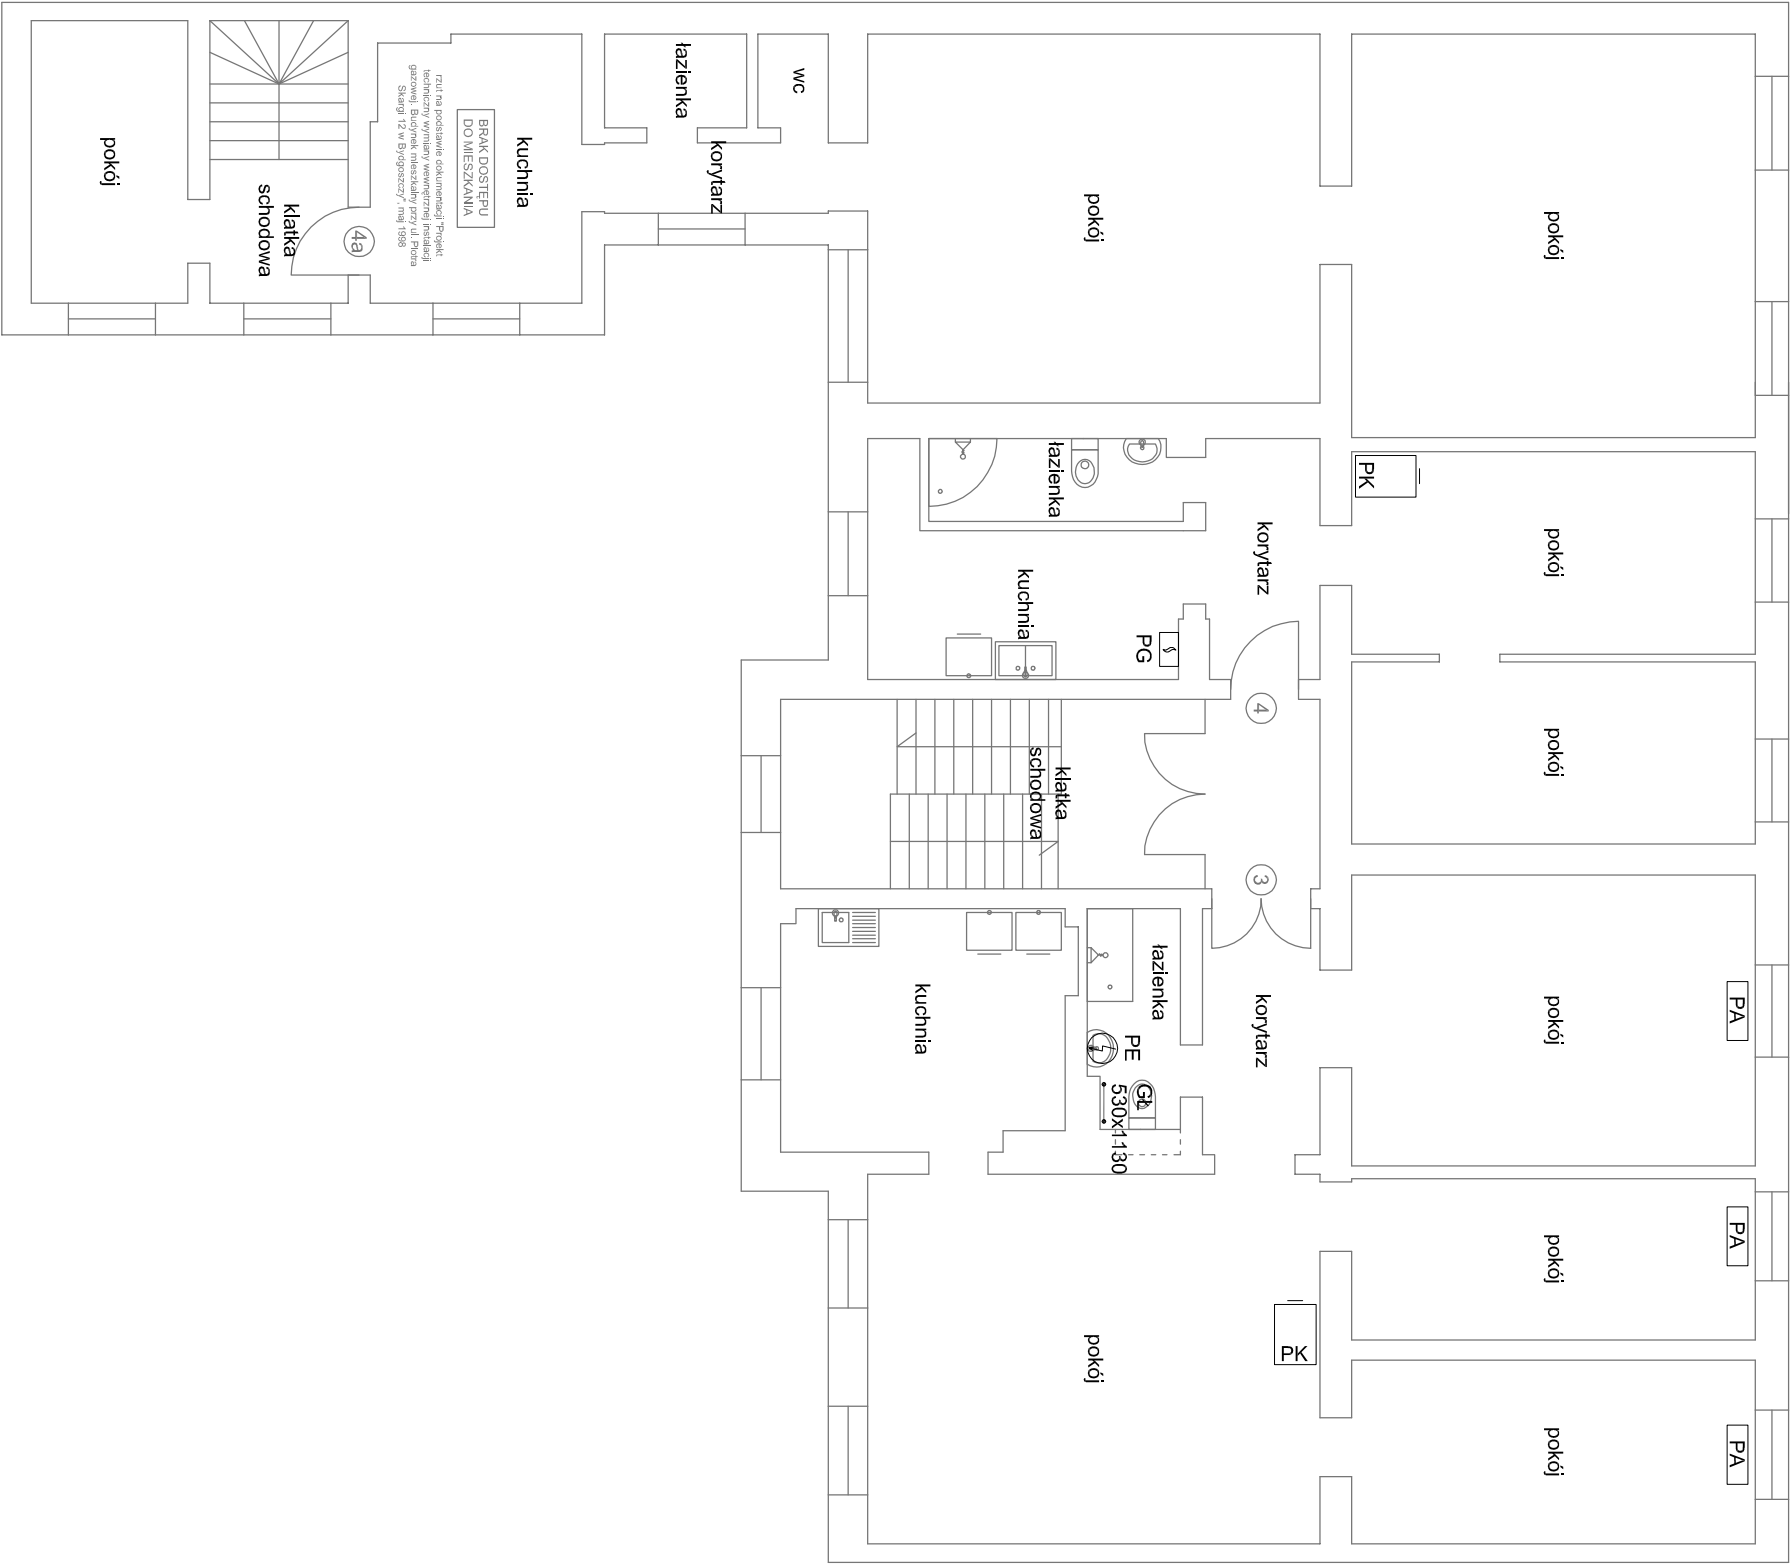 pokój
klatka
schodowa
4a
rzut na podstawie dokumentacji "Projekt
techniczny wymiany wewnętrznej instalacji
gazowej. Budynek mieszkalny przy ul. Piotra
Skargi 12 w Bydgoszczy", maj 1998
BRAK DOSTĘPU
DO MIESZKANIA
kuchnia
łazienka
korytarz
wc
pokój
pokój
łazienka
korytarz
kuchnia
PG
PK
pokój
pokój
4
klatka
schodowa
3
kuchnia
łazienka
PE
GŁ
530x1130
korytarz
pokój
PA
pokój
PA
pokój
PK
pokój
PA